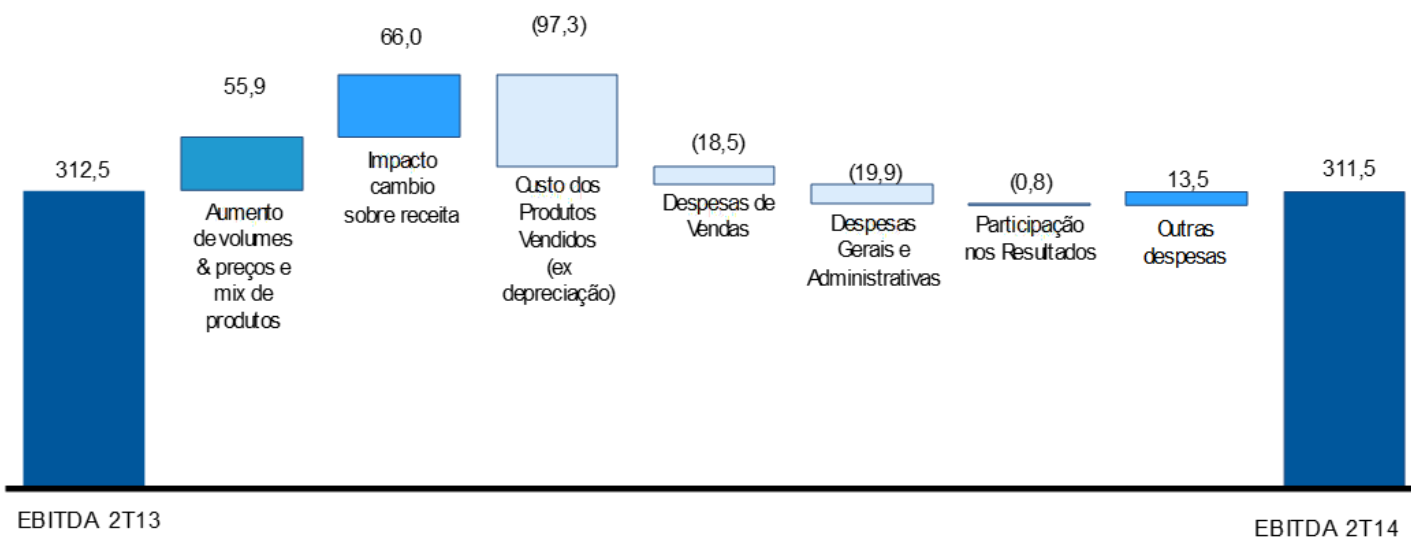 312,5
55,9
Aumento
de volumes
& preços e
mix de
produtos
66,0
Impacto
cambio
sobre receita
(97,3)
Custo dos
Produtos
Vendidos
(ex
depreciação)
(18,5)
Despesas de
Vendas
(19,9)
Despesas
Gerais e
Administrativas
(0,8)
Participação
nos Resultados
13,5
Outras
despesas
311,5
EBITDA 2T13
EBITDA 2T14